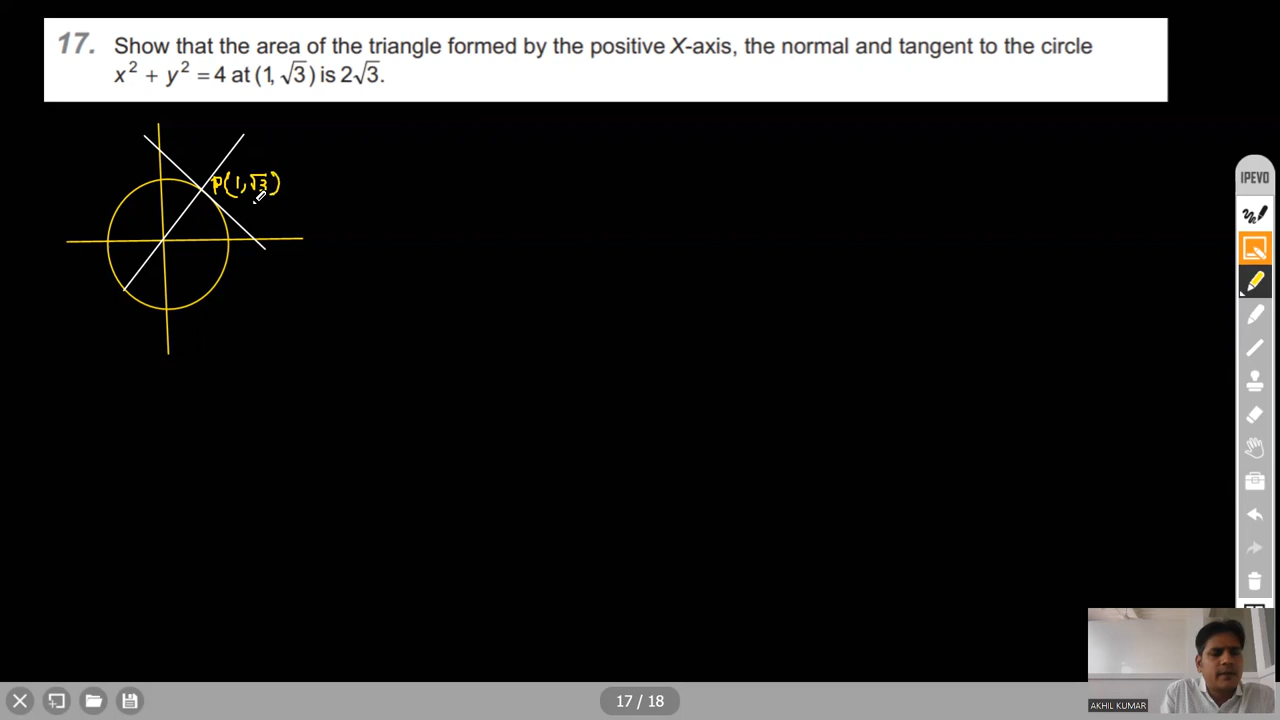 17. Show that the area of the triangle formed by the positive X-axis, the normal and tangent to the circle
x² + y² = 4 at (1, √3) is 2√3.
P(1, √3)
IPEVO
AKHIL KUMAR
17 / 18